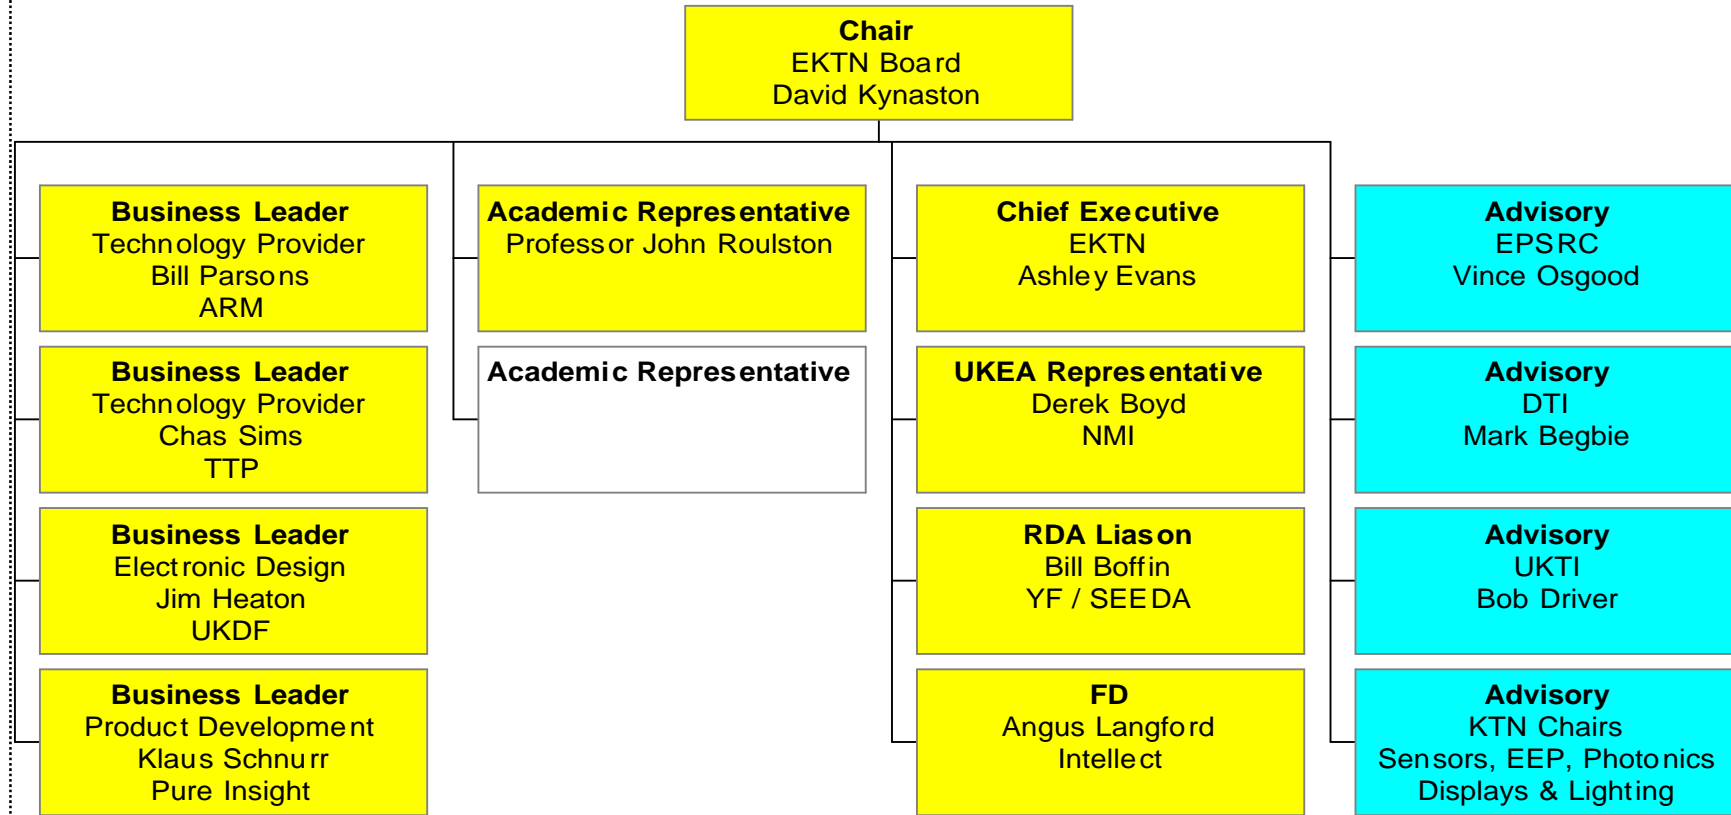 Chair
EKTN Board
David Kynaston
Business Leader
Technology Provider
Bill Parsons
ARM
Academic Representative
Professor John Roulston
Chief Executive
EKTN
Ashley Evans
Advisory
EPSRC
Vince Osgood
Business Leader
Technology Provider
Chas Sims
TTP
Academic Representative
UKEA Representative
Derek Boyd
NMI
Advisory
DTI
Mark Begbie
Business Leader
Electronic Design
Jim Heaton
UKDF
RDA Liason
Bill Boffin
YF / SEEDA
Advisory
UKTI
Bob Driver
Business Leader
Product Development
Klaus Schnurr
Pure Insight
FD
Angus Langford
Intellect
Advisory
KTN Chairs
Sensors, EEP, Photonics
Displays & Lighting